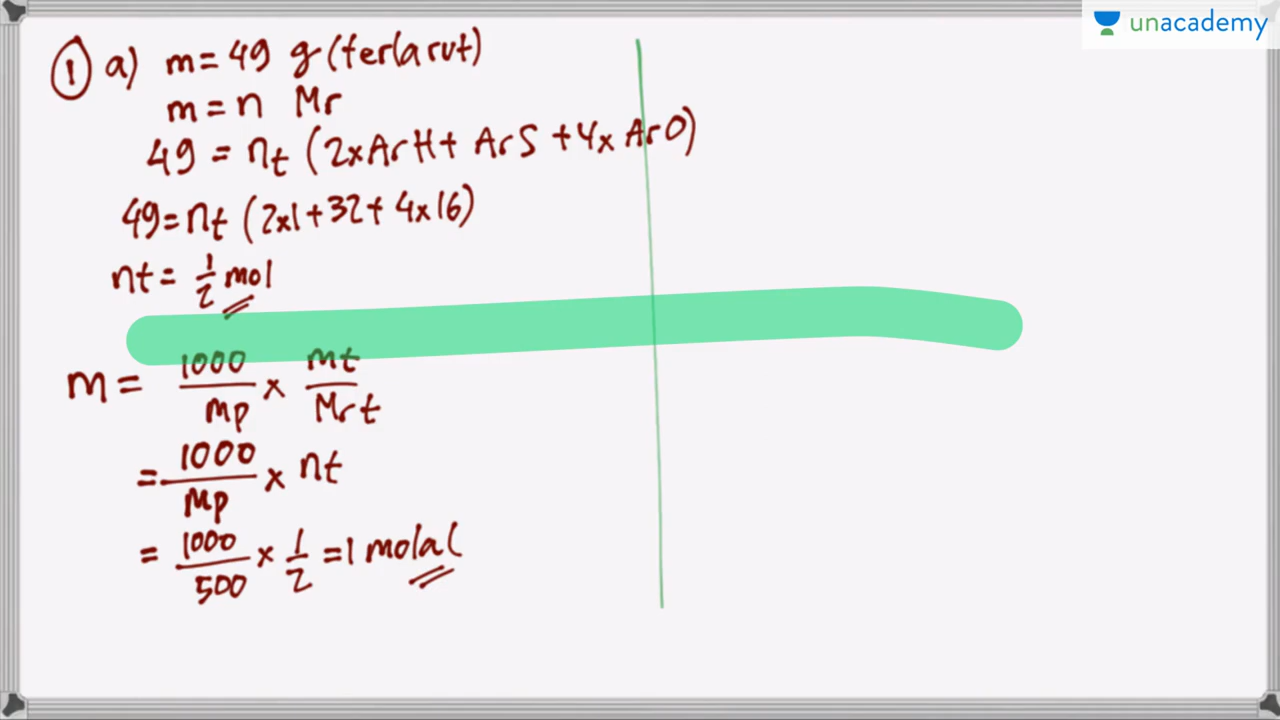 unacademy
① a) m = 49 g (terlarut)
m = n Mr
49 = nt (2xArH + ArS + 4x ArO)
49 = nt (2x1 + 32 + 4x16)
nt = 1/2 mol
m = 1000/Mp x mt/Mrt
= 1000/Mp x nt
= 1000/500 x 1/2 = 1 molal